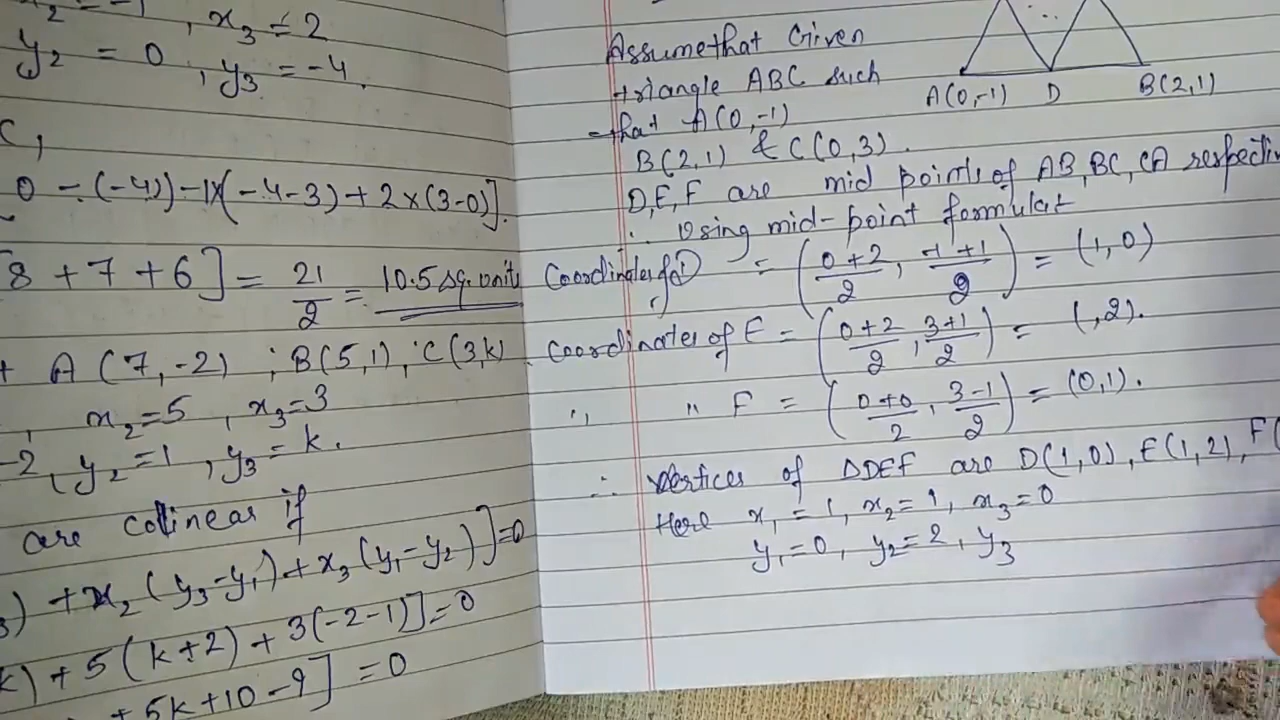 , x₃ = 2
y₂ = 0 , y₃ = -4.
0 - (-4)) - 1×(-4-3) + 2×(3-0)].
8 + 7 + 6] = 21/2 = 10.5 sq. units
A (7,-2) ; B(5,1), C(3,k)
x₂ = 5 , x₃ = 3
-2, y₂ = 1 , y₃ = k.
are colinear if
) + x₂ (y₃-y₁) + x₃ (y₁-y₂)] = 0
) + 5(k+2) + 3(-2-1)] = 0
+ 5k+10-9] = 0
Assume that Given
triangle ABC such
that A(0,-1)
B(2,1) & C(0,3).
A(0,-1) D B(2,1)
D,E,F are mid points of AB, BC, CA
∴ Using mid-point formula
= (0+2/2, -1+1/2) = (1,0)
Coordinates of E = (0+2/2, 3+1/2) = (,2).
,, " F = (0+0/2, 3-1/2) = (0,1).
∴ Vertices of ΔDEF are D(1,0), E(1,2), F(
Here x₁ = 1, x₂ = 1, x₃ = 0
y₁ = 0, y₂ = 2, y₃